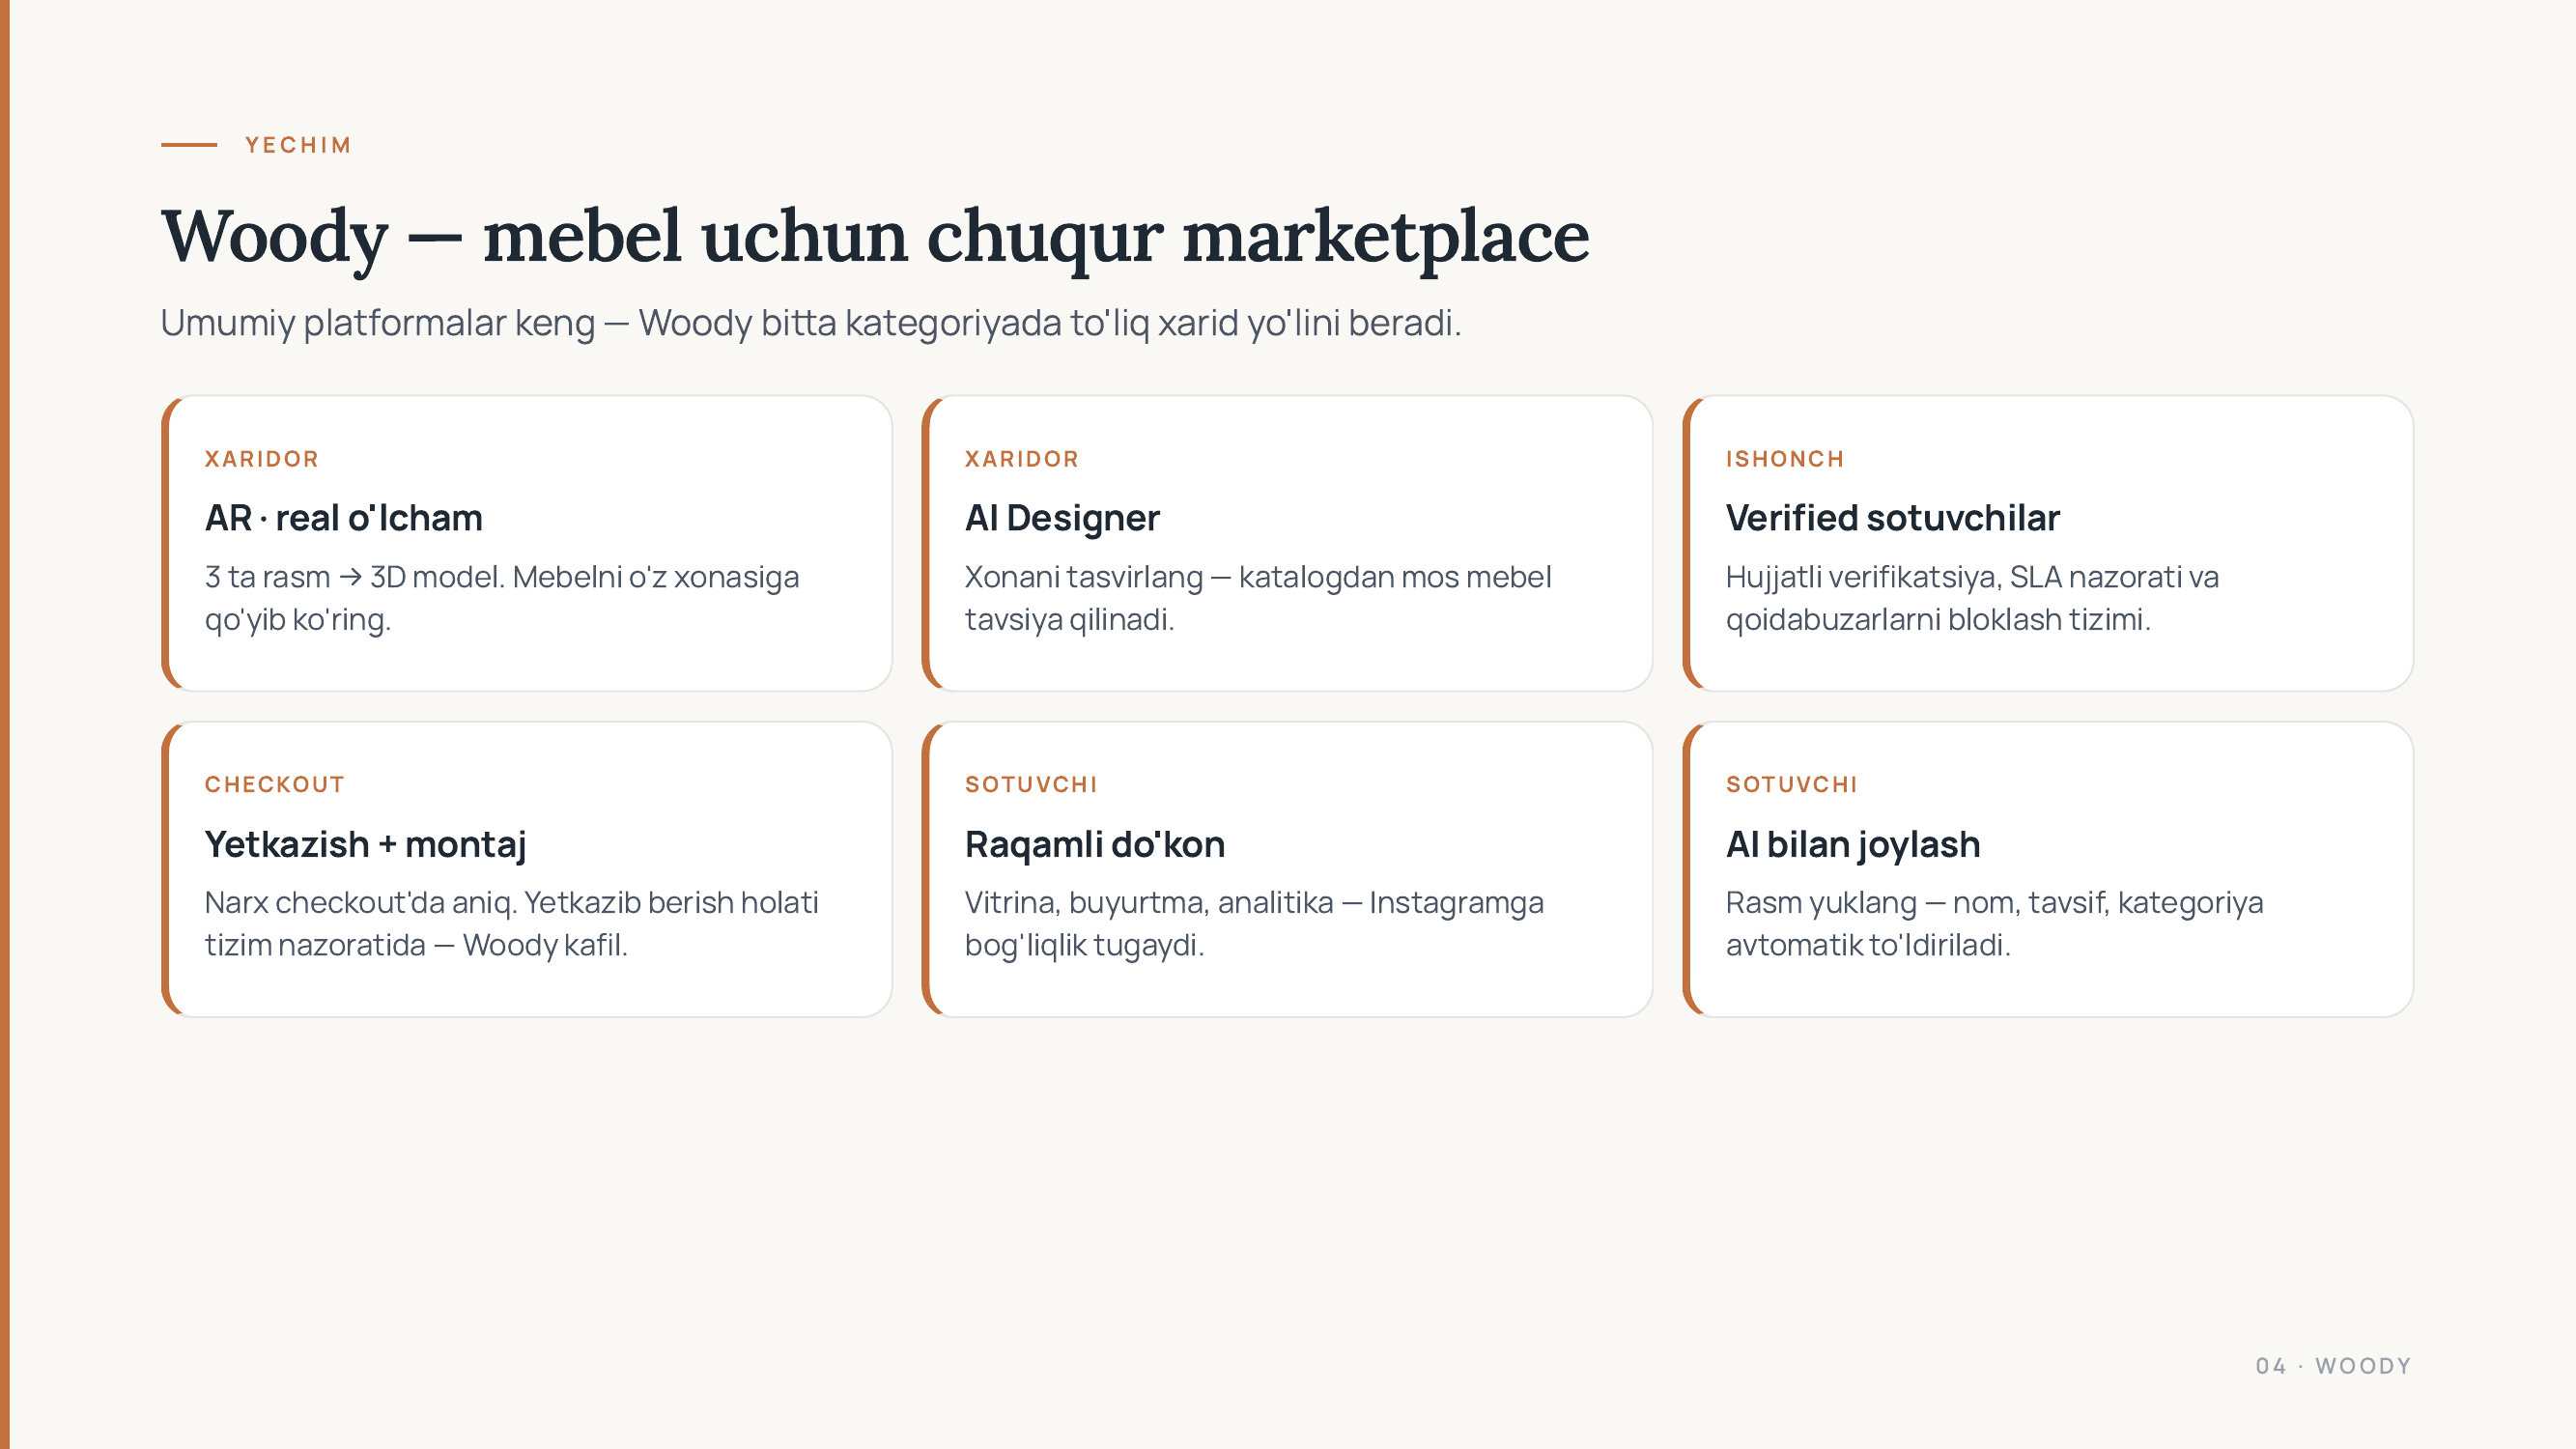 YECHIM
Woody — mebel uchun chuqur marketplace
Umumiy platformalar keng — Woody bitta kategoriyada to'liq xarid yo'lini beradi.
XARIDOR
AR · real o'lcham
3 ta rasm → 3D model. Mebelni o'z xonasiga
qo'yib ko'ring.
XARIDOR
AI Designer
Xonani tasvirlang — katalogdan mos mebel
tavsiya qilinadi.
ISHONCH
Verified sotuvchilar
Hujjatli verifikatsiya, SLA nazorati va
qoidabuzarlarni bloklash tizimi.
CHECKOUT
Yetkazish + montaj
Narx checkout'da aniq. Yetkazib berish holati
tizim nazoratida — Woody kafil.
SOTUVCHI
Raqamli do'kon
Vitrina, buyurtma, analitika — Instagramga
bog'liqlik tugaydi.
SOTUVCHI
AI bilan joylash
Rasm yuklang — nom, tavsif, kategoriya
avtomatik to'ldiriladi.
04 · WOODY